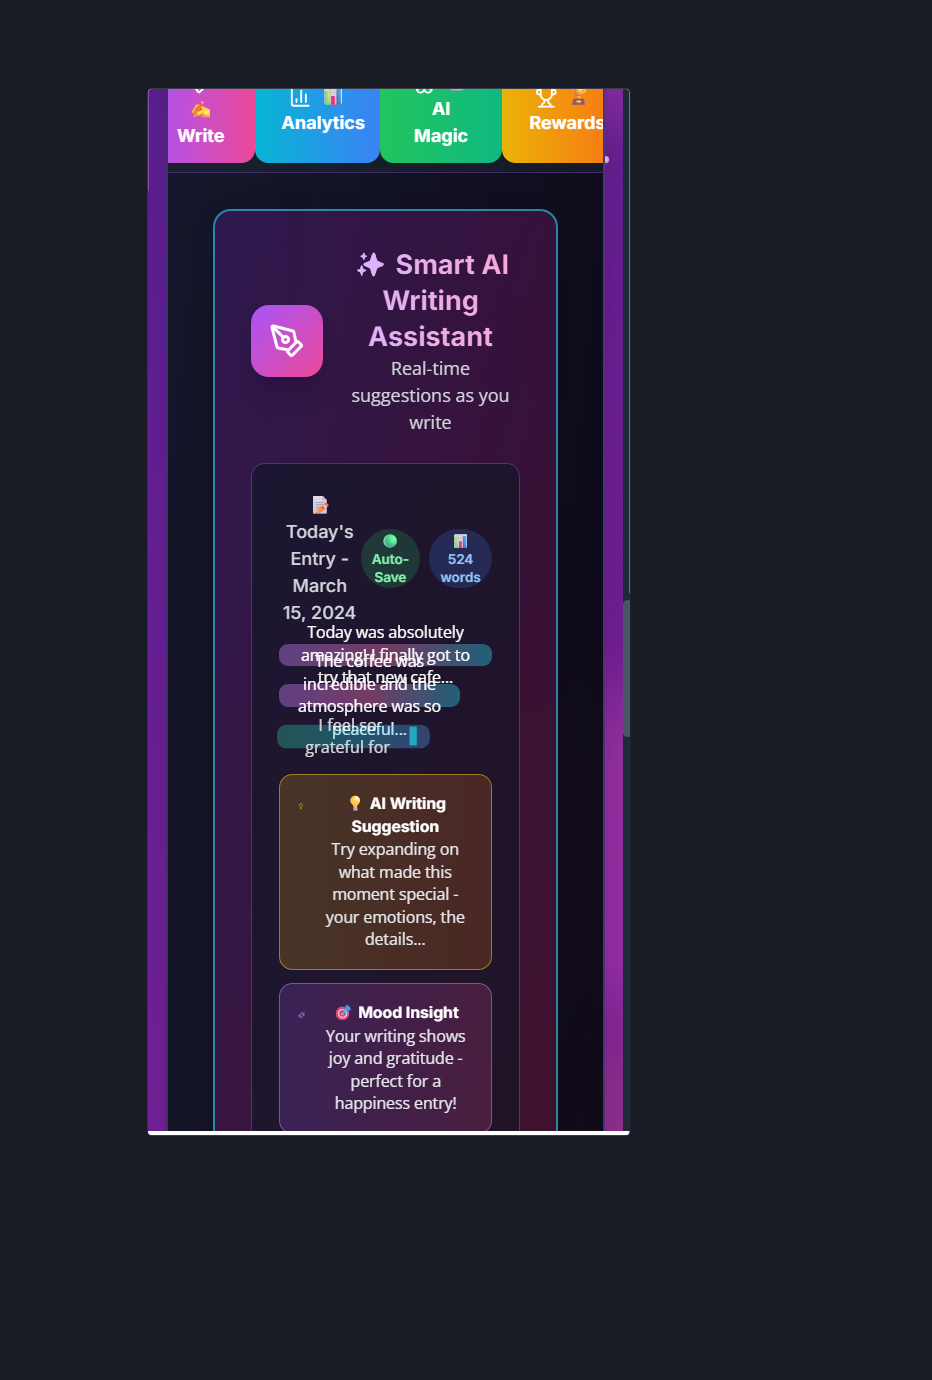 ✍️
Write
📊
Analytics
AI
Magic
🏆
Rewards
✨ Smart AI
Writing
Assistant
Real-time
suggestions as you
write
📝
Today's
Entry -
March
15, 2024
🟢
Auto-
Save
📊
524
words
Today was absolutely
amazing! I finally got to
try that new cafe...
The coffee was
incredible and the
atmosphere was so
peaceful...
I feel so
grateful for
💡 AI Writing
Suggestion
Try expanding on
what made this
moment special -
your emotions, the
details...
🎯 Mood Insight
Your writing shows
joy and gratitude -
perfect for a
happiness entry!